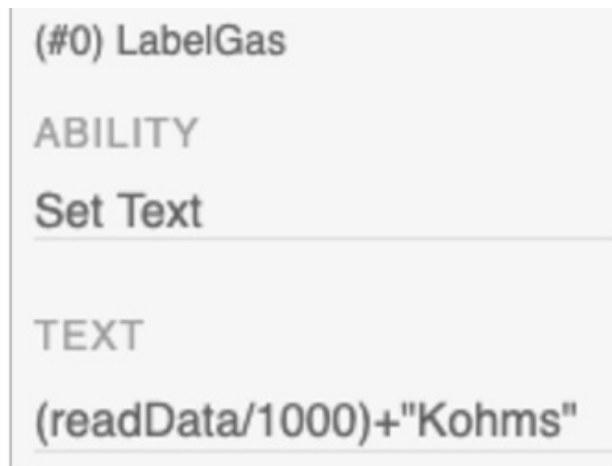 (#0) LabelGas
ABILITY
Set Text
TEXT
(readData/1000)+"Kohms"